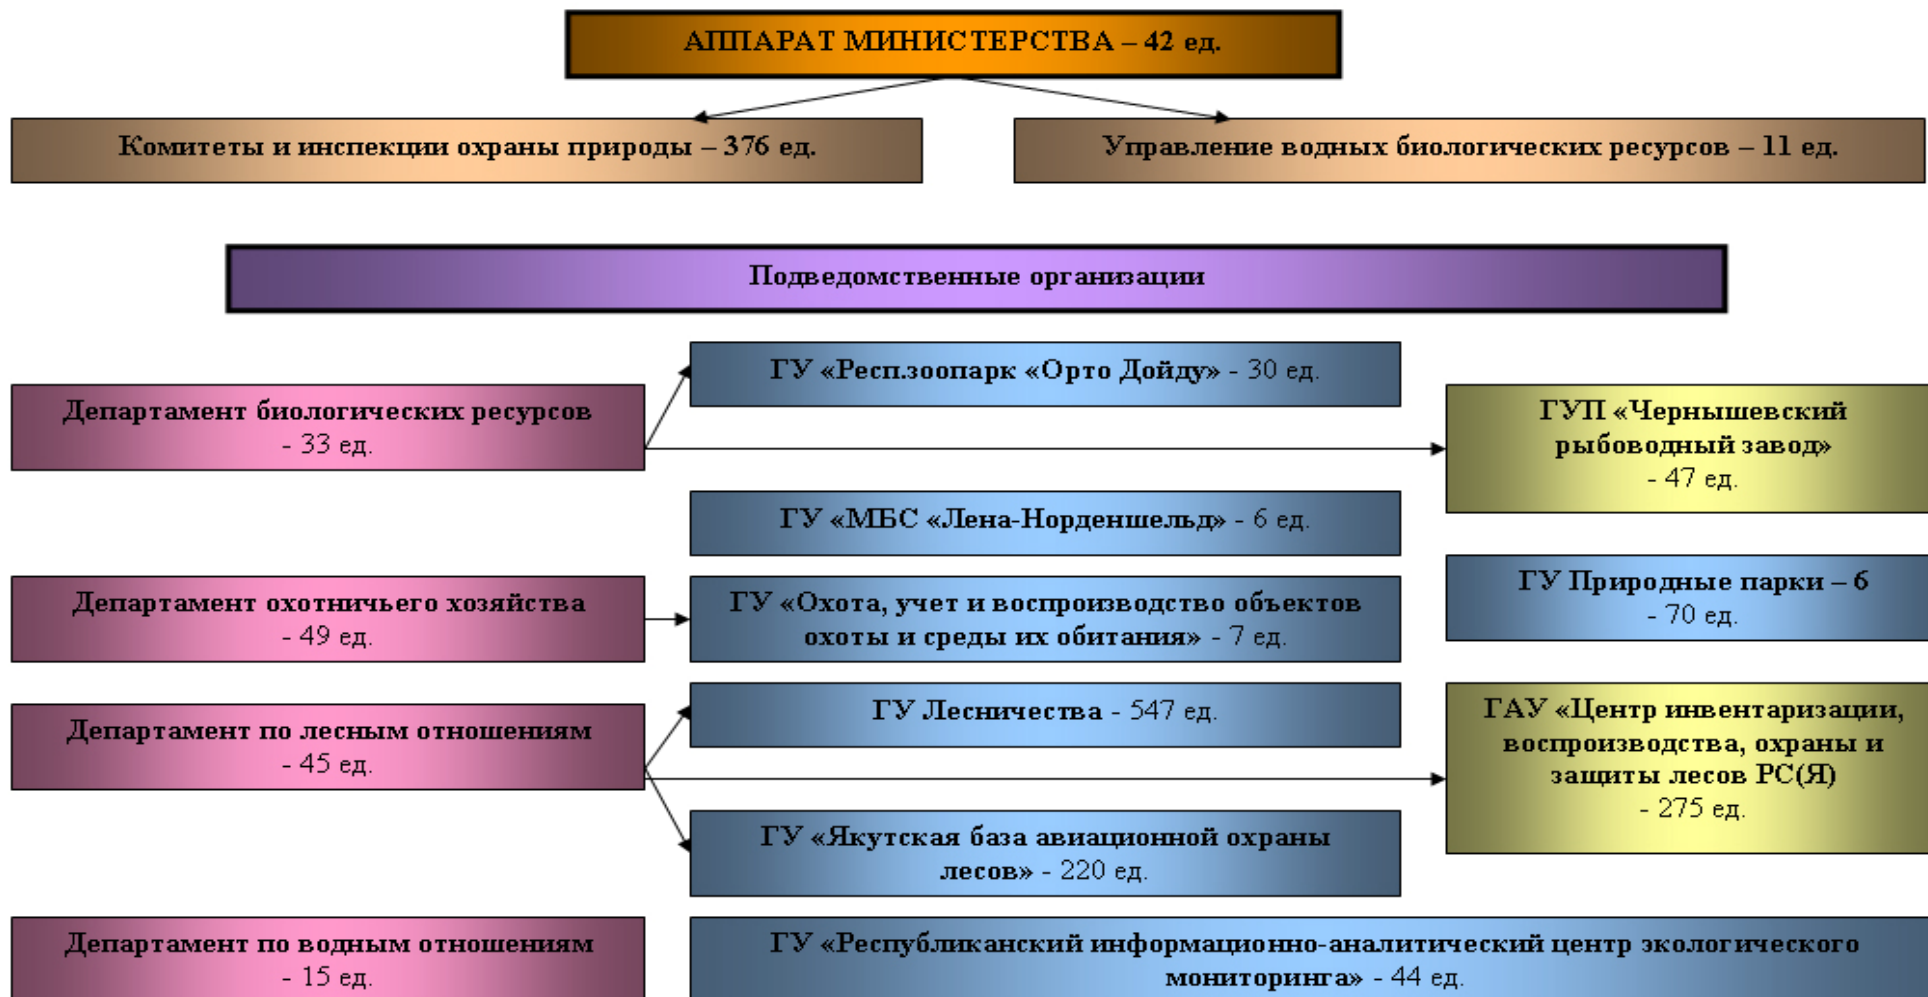 АППАРАТ МИНИСТЕРСТВА – 42 ед.
Комитеты и инспекции охраны природы – 376 ед.
Управление водных биологических ресурсов – 11 ед.
Подведомственные организации
Департамент биологических ресурсов
- 33 ед.
ГУ «Респ.зоопарк «Орто Дойду» - 30 ед.
ГУП «Чернышевский
рыбоводный завод»
- 47 ед.
ГУ «МБС «Лена-Норденшельд» - 6 ед.
Департамент охотничьего хозяйства
- 49 ед.
ГУ «Охота, учет и воспроизводство объектов
охоты и среды их обитания» - 7 ед.
ГУ Природные парки – 6
- 70 ед.
Департамент по лесным отношениям
- 45 ед.
ГУ Лесничества - 547 ед.
ГАУ «Центр инвентаризации,
воспроизводства, охраны и
защиты лесов РС(Я)
- 275 ед.
ГУ «Якутская база авиационной охраны
лесов» - 220 ед.
Департамент по водным отношениям
- 15 ед.
ГУ «Республиканский информационно-аналитический центр экологического
мониторинга» - 44 ед.